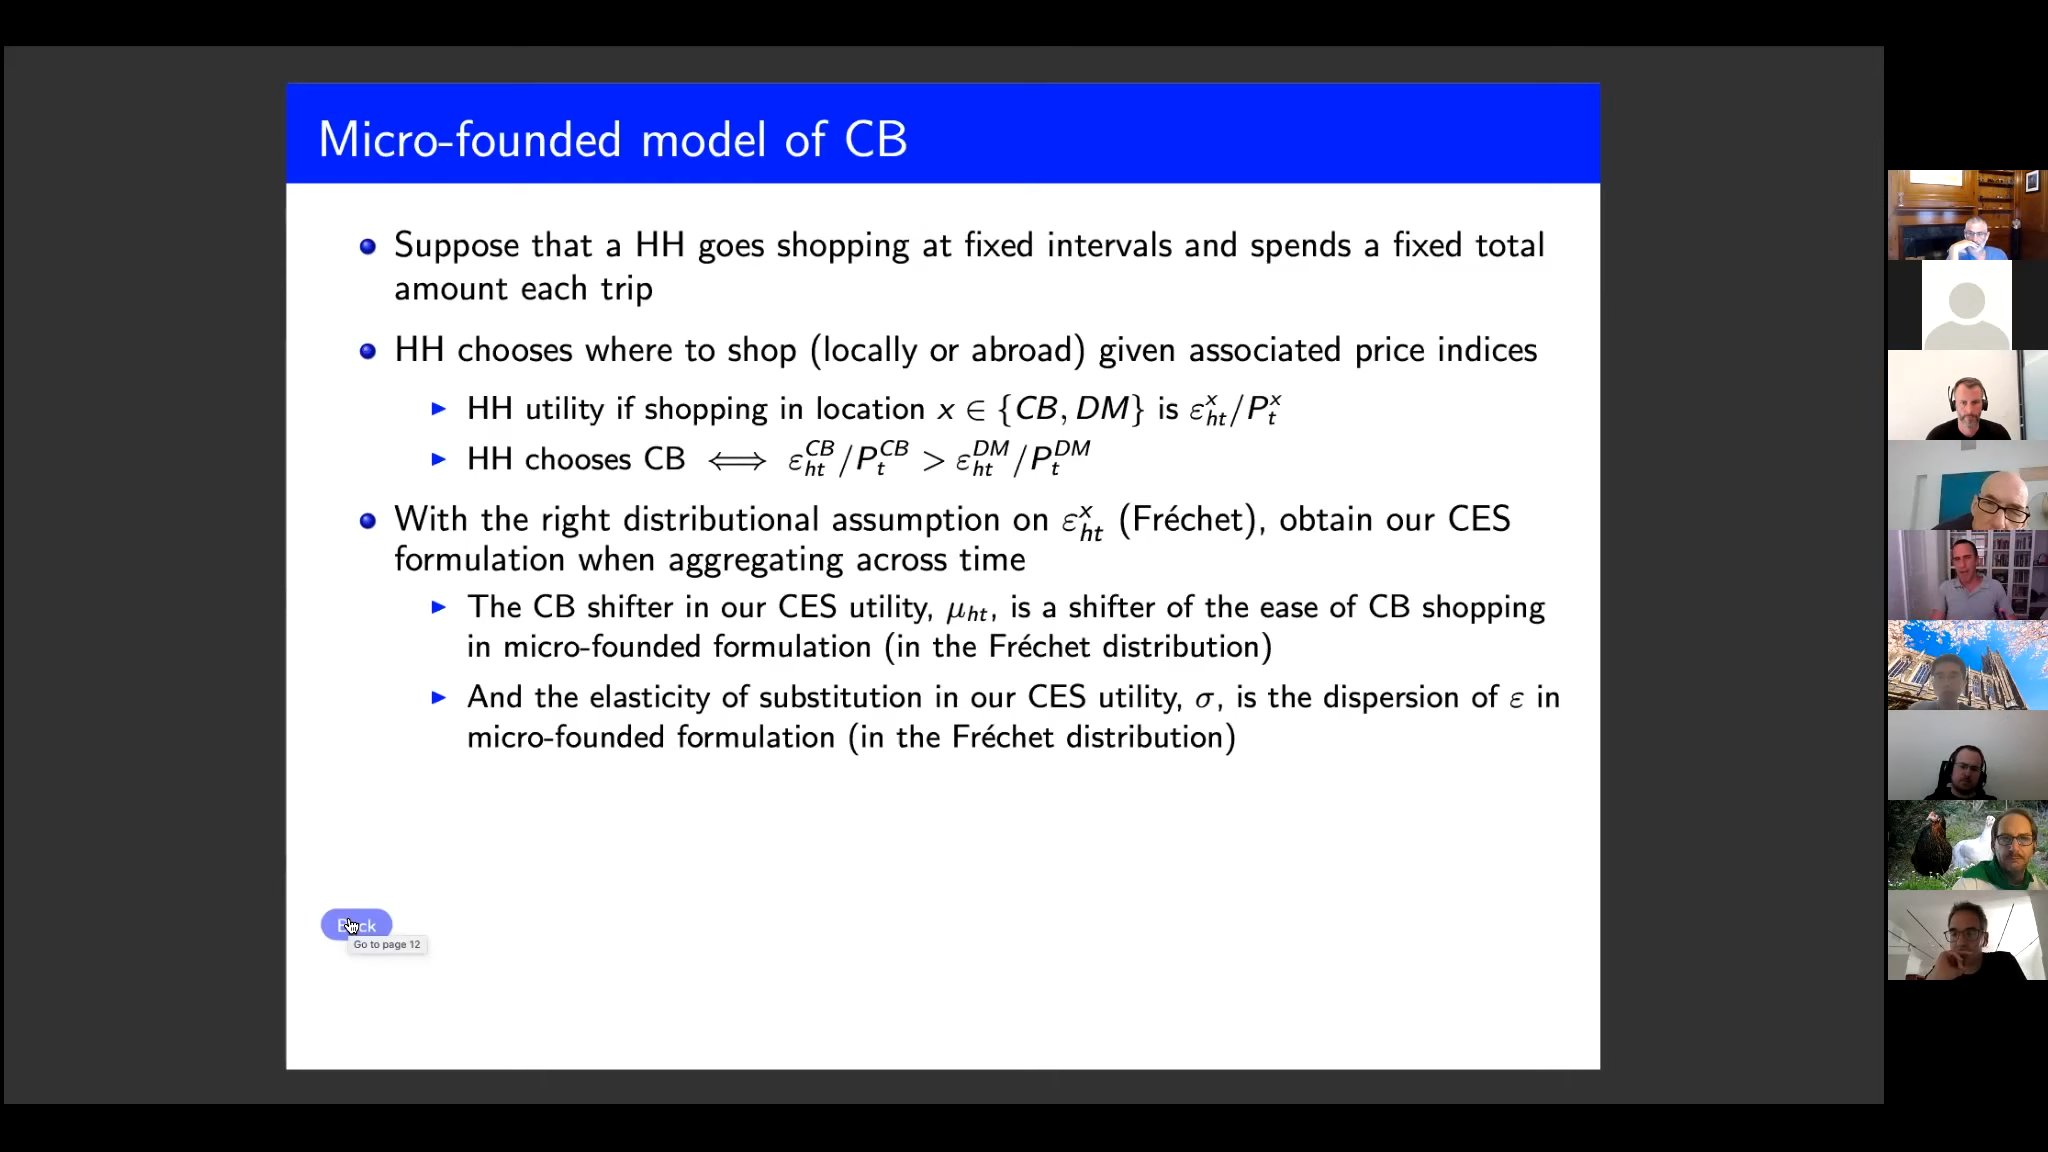 Micro-founded model of CB
Suppose that a HH goes shopping at fixed intervals and spends a fixed total
amount each trip
HH chooses where to shop (locally or abroad) given associated price indices
HH utility if shopping in location x ∈ {CB, DM} is ε^x_ht/P^x_t
HH chooses CB ⟺ ε^CB_ht/P^CB_t > ε^DM_ht/P^DM_t
With the right distributional assumption on ε^x_ht (Fréchet), obtain our CES
formulation when aggregating across time
The CB shifter in our CES utility, μ_ht, is a shifter of the ease of CB shopping
in micro-founded formulation (in the Fréchet distribution)
And the elasticity of substitution in our CES utility, σ, is the dispersion of ε in
micro-founded formulation (in the Fréchet distribution)
Back
Go to page 12